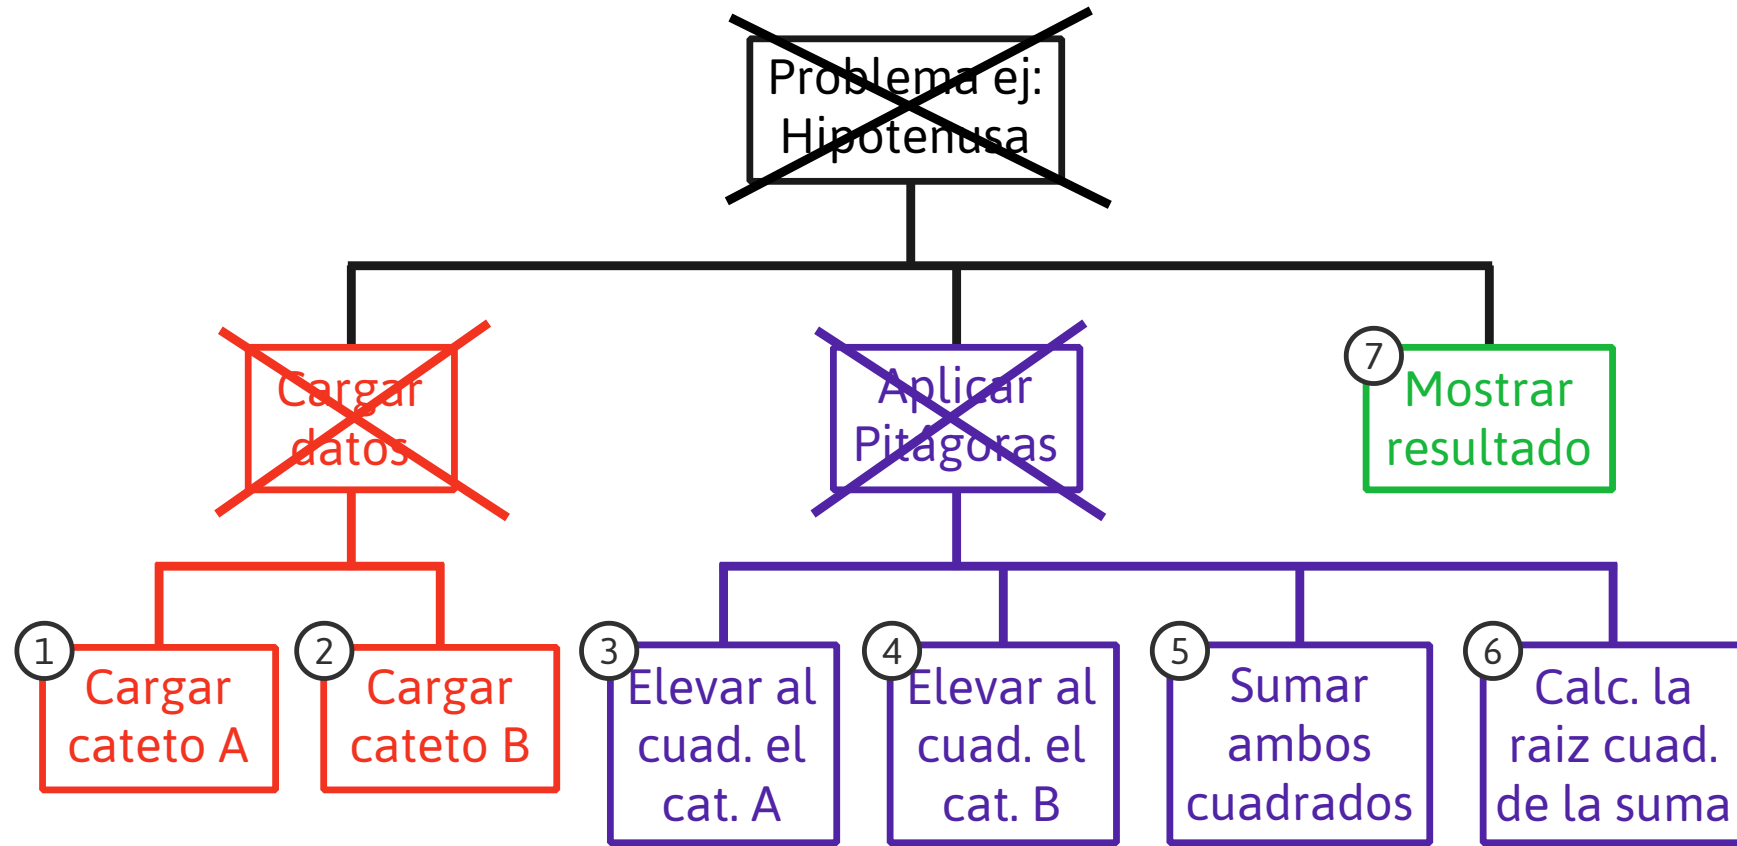 Problema ej:
Hipotenusa
Cargar
datos
Aplicar
Pitágoras
7
Mostrar
resultado
1
Cargar
cateto A
2
Cargar
cateto B
3
Elevar al
cuad. el
cat. A
4
Elevar al
cuad. el
cat. B
5
Sumar
ambos
cuadrados
6
Calc. la
raiz cuad.
de la suma